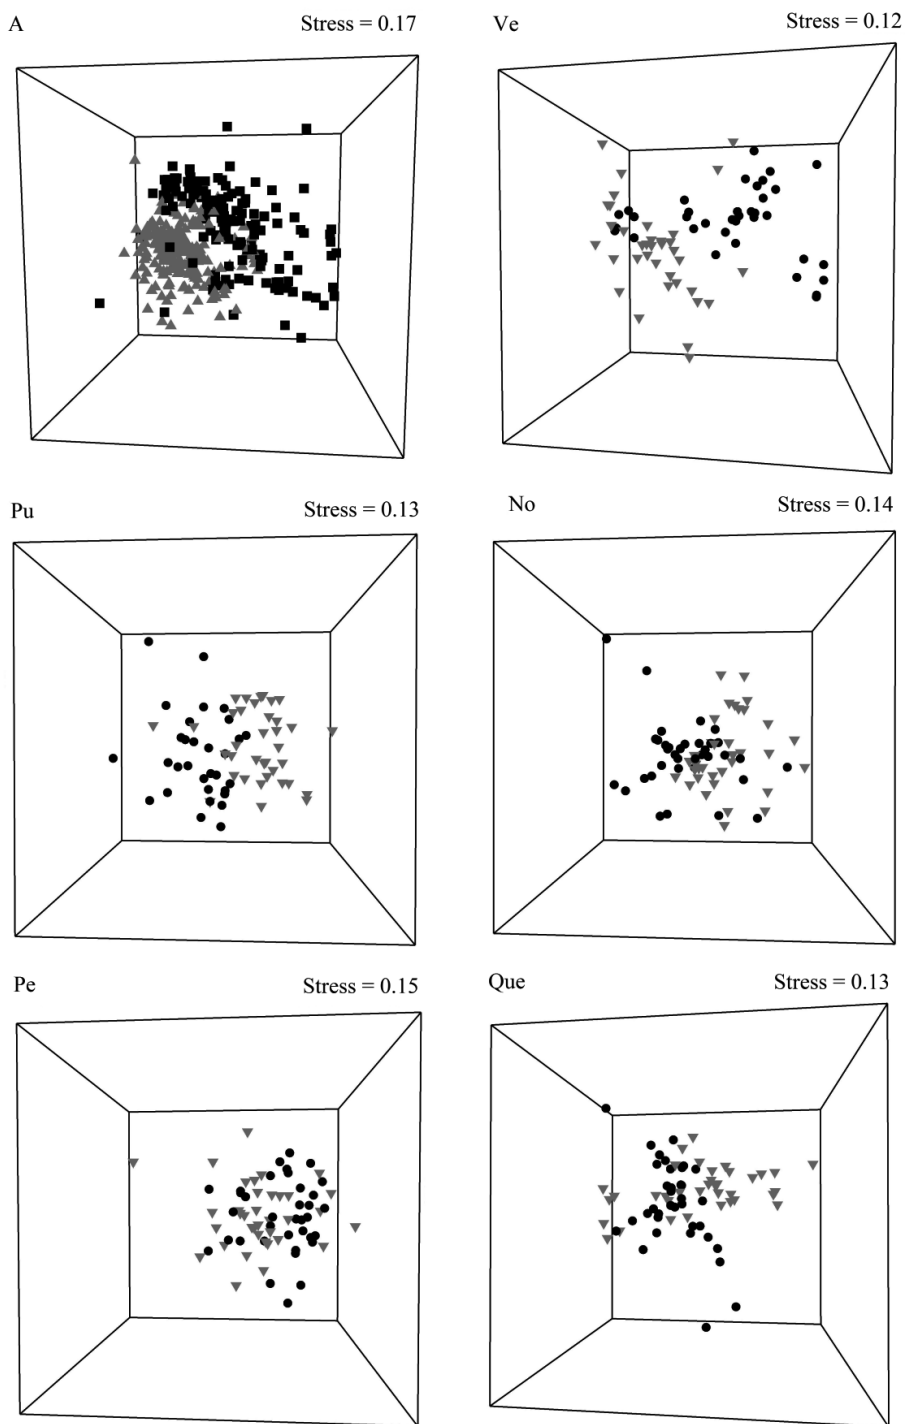 A Stress = 0.17
Ve Stress = 0.12
Pu Stress = 0.13
No Stress = 0.14
Pe Stress = 0.15
Que Stress = 0.13